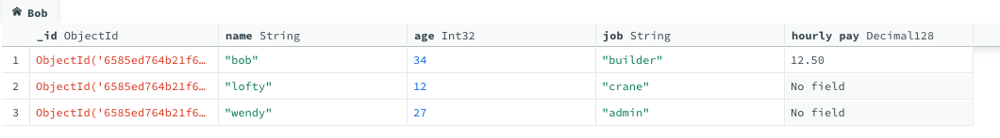 Bob
_id ObjectId name String age Int32 job String hourly pay Decimal128
1 ObjectId('6585ed764b21f6… "bob" 34 "builder" 12.50
2 ObjectId('6585ed764b21f6… "lofty" 12 "crane" No field
3 ObjectId('6585ed764b21f6… "wendy" 27 "admin" No field